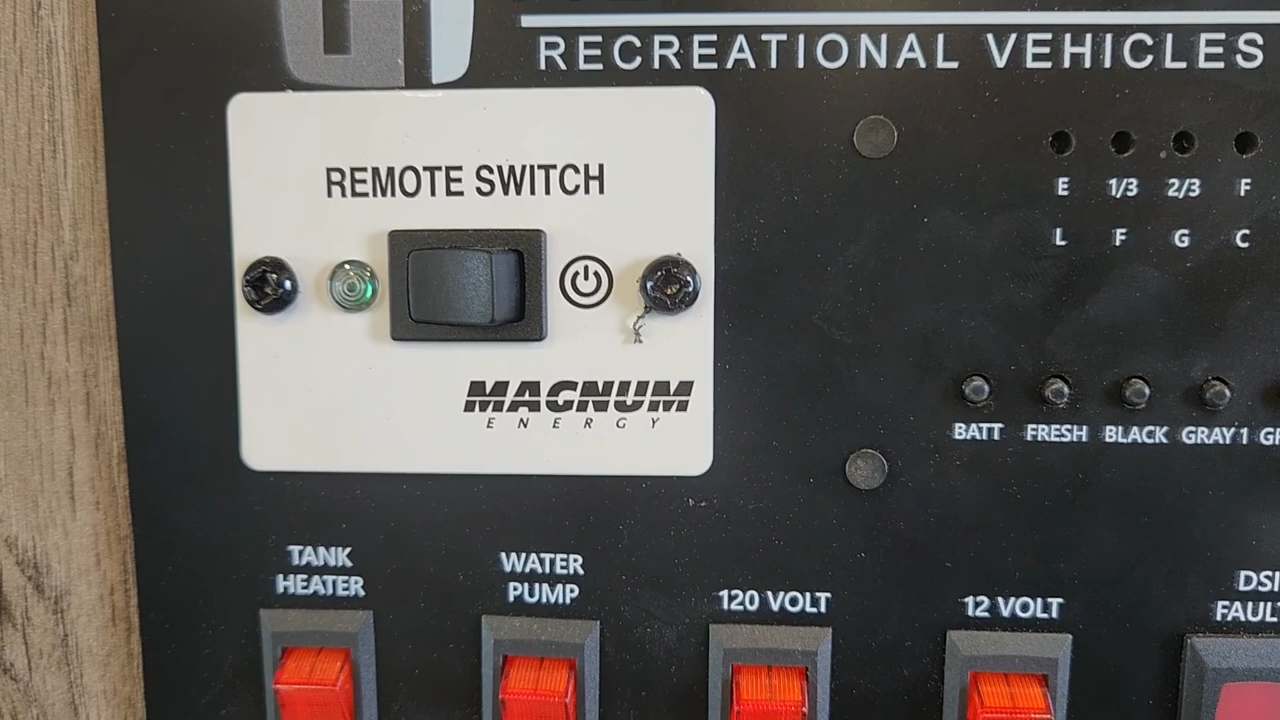 RECREATIONAL VEHICLES
REMOTE SWITCH
MAGNUM
ENERGY
E 1/3 2/3 F
L F G C
BATT FRESH BLACK GRAY 1
TANK
HEATER
WATER
PUMP
120 VOLT
12 VOLT